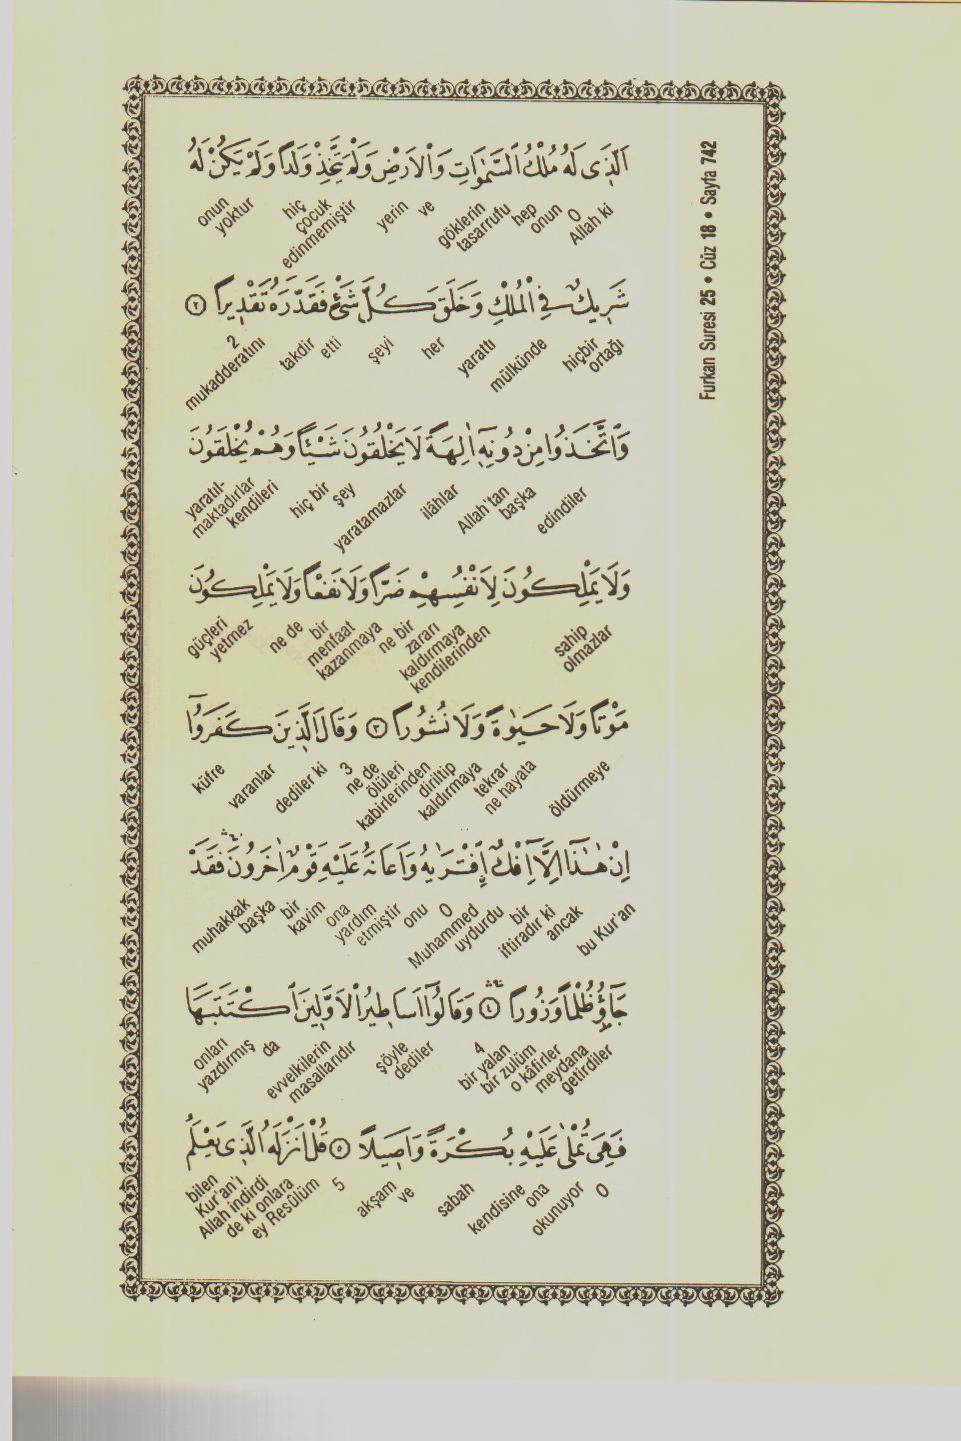 Furkan Suresi 25 • Cüz 18 • Sayfa 742
اَلَّذِى لَهُ مُلْكُ السَّمٰوَاتِ وَالْاَرْضِ وَلَمْ يَتَّخِذْ وَلَدًا وَلَمْ يَكُنْ لَهُ
O Allah ki onun hep göklerin tasarrufu ve yerin hiç çocuk edinmemiştir onun yoktur
شَرِيكٌ فِى الْمُلْكِ وَخَلَقَ كُلَّ شَىْءٍ فَقَدَّرَهُ تَقْدِيرًا ﴿٢﴾
hiçbir ortağı mülkünde yarattı her şeyi etti takdir mukadderatını 2
وَاتَّخَذُوا مِنْ دُونِهِٓ اٰلِهَةً لَا يَخْلُقُونَ شَيْئًا وَهُمْ يُخْلَقُونَ
edindiler Allah'tan başka ilâhlar yaratamazlar şey hiç bir yaratıl- maktadırlar kendileri
وَلَا يَمْلِكُونَ لِاَنْفُسِهِمْ ضَرًّا وَلَا نَفْعًا وَلَا يَمْلِكُونَ
sahip olmazlar ne bir zararı kaldırmaya kendilerinden bir menfaat kazanmaya ne de güçleri yetmez
مَوْتًا وَلَا حَيٰوةً وَلَا نُشُورًا ﴿٣﴾ وَقَالَ الَّذِينَ كَفَرُوٓا
öldürmeye tekrar ne hayata diriltip kaldırmaya ne de ölüleri kabirlerinden 3 dediler ki varanlar küfre
اِنْ هٰذَٓا اِلَّٓا اِفْكٌ اِفْتَرٰيهُ وَاَعَانَهُ عَلَيْهِ قَوْمٌ اٰخَرُونَ فَقَدْ
bu Kur'an ancak bir iftiradır ki O Muhammed uydurdu onu ona yardım etmiştir kavim bir başka muhakkak
جَٓاؤُ ظُلْمًا وَزُورًا ﴿٤﴾ وَقَالُوٓا اَسَاطِيرُ الْاَوَّلِينَ اكْتَتَبَهَا
o kâfirler meydana getirdiler bir zulüm bir yalan 4 şöyle dediler evvelkilerin masallarıdır da onları yazdırmış
فَهِىَ تُمْلٰى عَلَيْهِ بُكْرَةً وَاَصِيلًا ﴿٥﴾ قُلْ اَنْزَلَهُ الَّذِى يَعْلَمُ
O ona okunuyor kendisine sabah ve akşam 5 bilen Kur'an'ı Allah indirdi de ki onlara ey Resûlüm